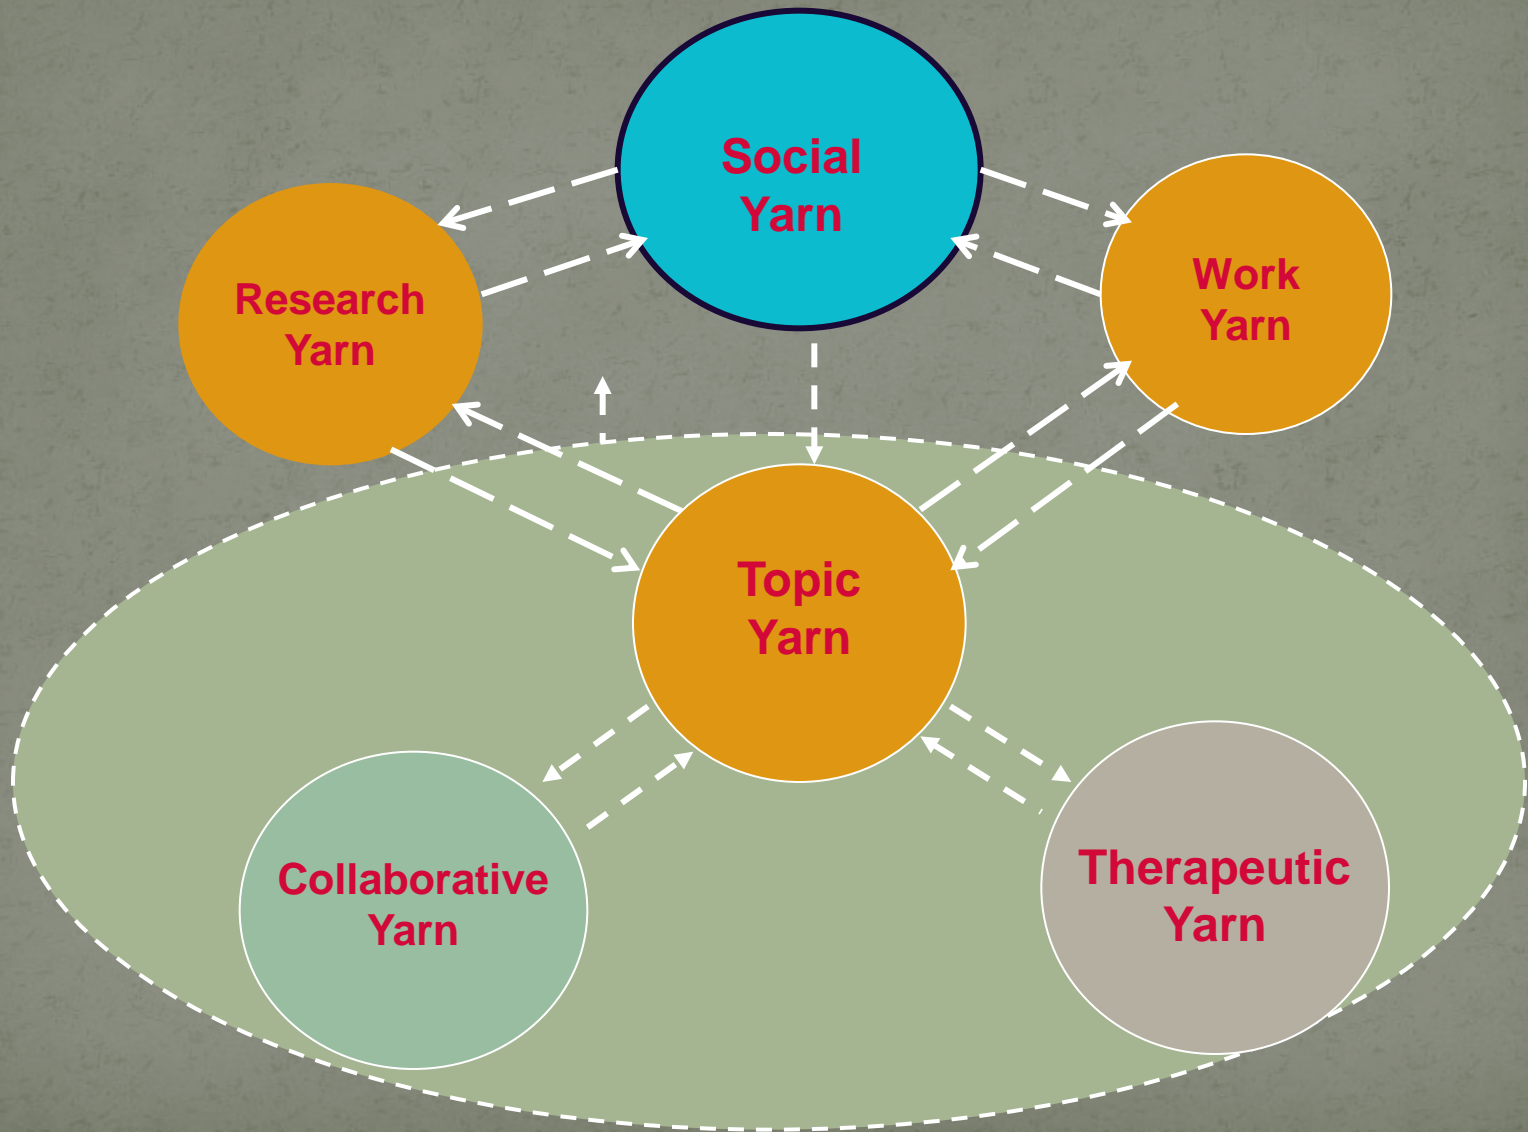 Social
Yarn
Research
Yarn
Work
Yarn
Topic
Yarn
Collaborative
Yarn
Therapeutic
Yarn